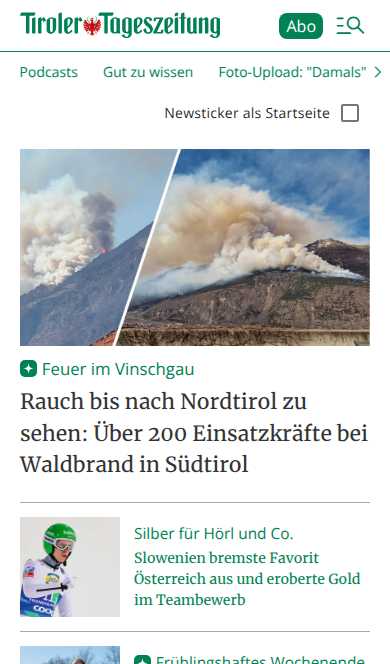 Tiroler Tageszeitung
Abo
Podcasts Gut zu wissen Foto-Upload: "Damals"
Newsticker als Startseite
Feuer im Vinschgau
Rauch bis nach Nordtirol zu
sehen: Über 200 Einsatzkräfte bei
Waldbrand in Südtirol
Silber für Hörl und Co.
Slowenien bremste Favorit
Österreich aus und eroberte Gold
im Teambewerb
Frühlingshaftes Wochenende